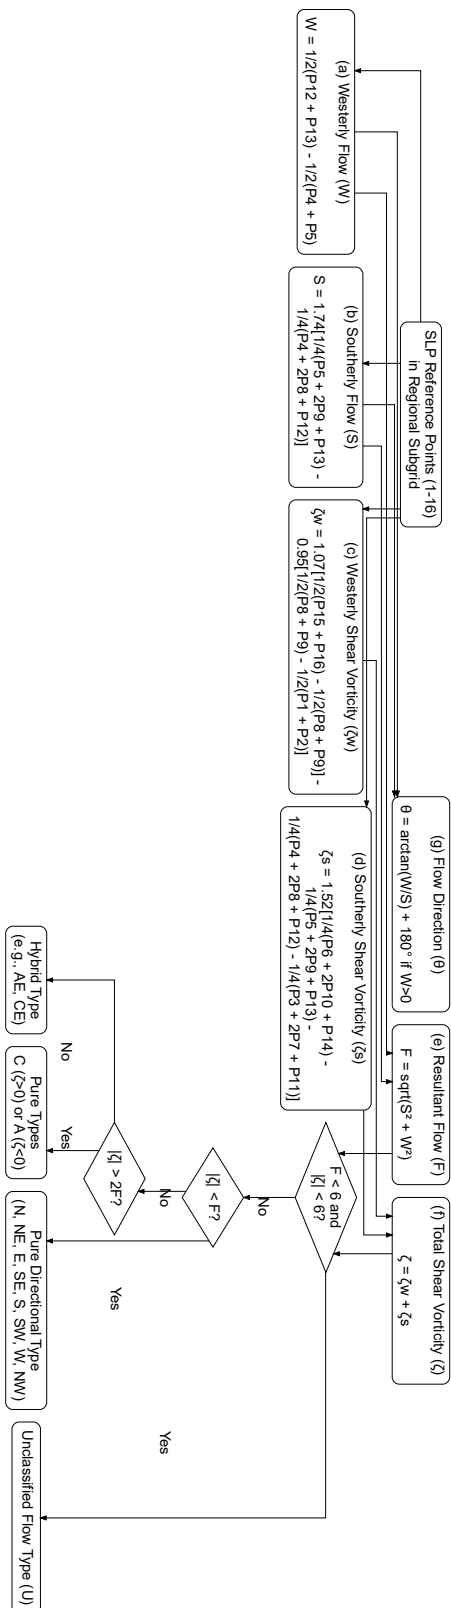 SLP Reference Points (1-16)
in Regional Subgrid
(a) Westerly Flow (W)
W = 1/2(P12 + P13) - 1/2(P4 + P5)
(b) Southerly Flow (S)
S = 1.74[1/4(P5 + 2P9 + P13) -
1/4(P4 + 2P8 + P12)]
(c) Westerly Shear Vorticity (ζw)
ζw = 1.07[1/2(P15 + P16) - 1/2(P8 + P9)] -
0.95[1/2(P8 + P9) - 1/2(P1 + P2)]
(d) Southerly Shear Vorticity (ζs)
ζs = 1.52[1/4(P6 + 2P10 + P14) -
1/4(P5 + 2P9 + P13) -
1/4(P4 + 2P8 + P12) - 1/4(P3 + 2P7 + P11)]
(g) Flow Direction (θ)
θ = arctan(W/S) + 180° if W>0
(e) Resultant Flow (F)
F = sqrt(S² + W²)
(f) Total Shear Vorticity (ζ)
ζ = ζw + ζs
F < 6 and
|ζ| < 6?
No
Yes
|ζ| < F?
No
Yes
|ζ| > 2F?
No
Yes
Hybrid Type
(e.g., AE, CE)
Pure Types
C (ζ>0) or A (ζ<0)
Pure Directional Type
(N, NE, E, SE, S, SW, W, NW)
Unclassified Flow Type (U)